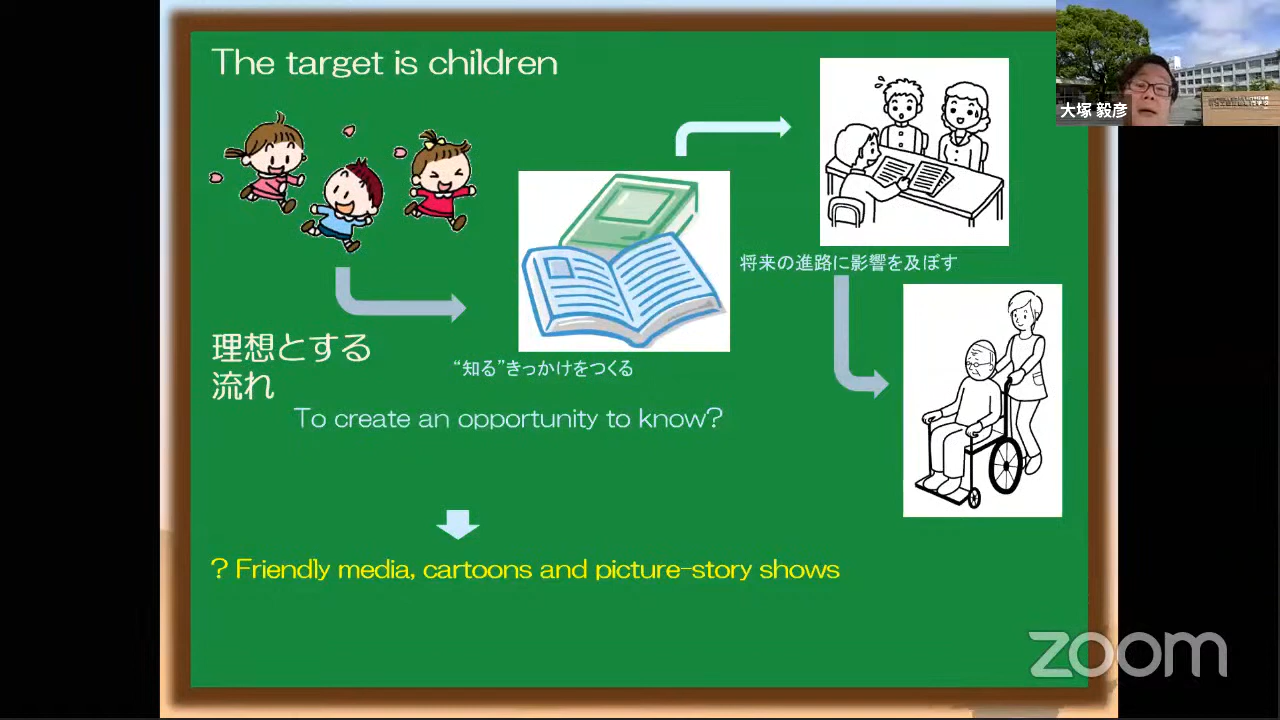 The target is children
大塚 毅彦
将来の進路に影響を及ぼす
理想とする
流れ
“知る”きっかけをつくる
To create an opportunity to know?
? Friendly media, cartoons and picture-story shows
zoom